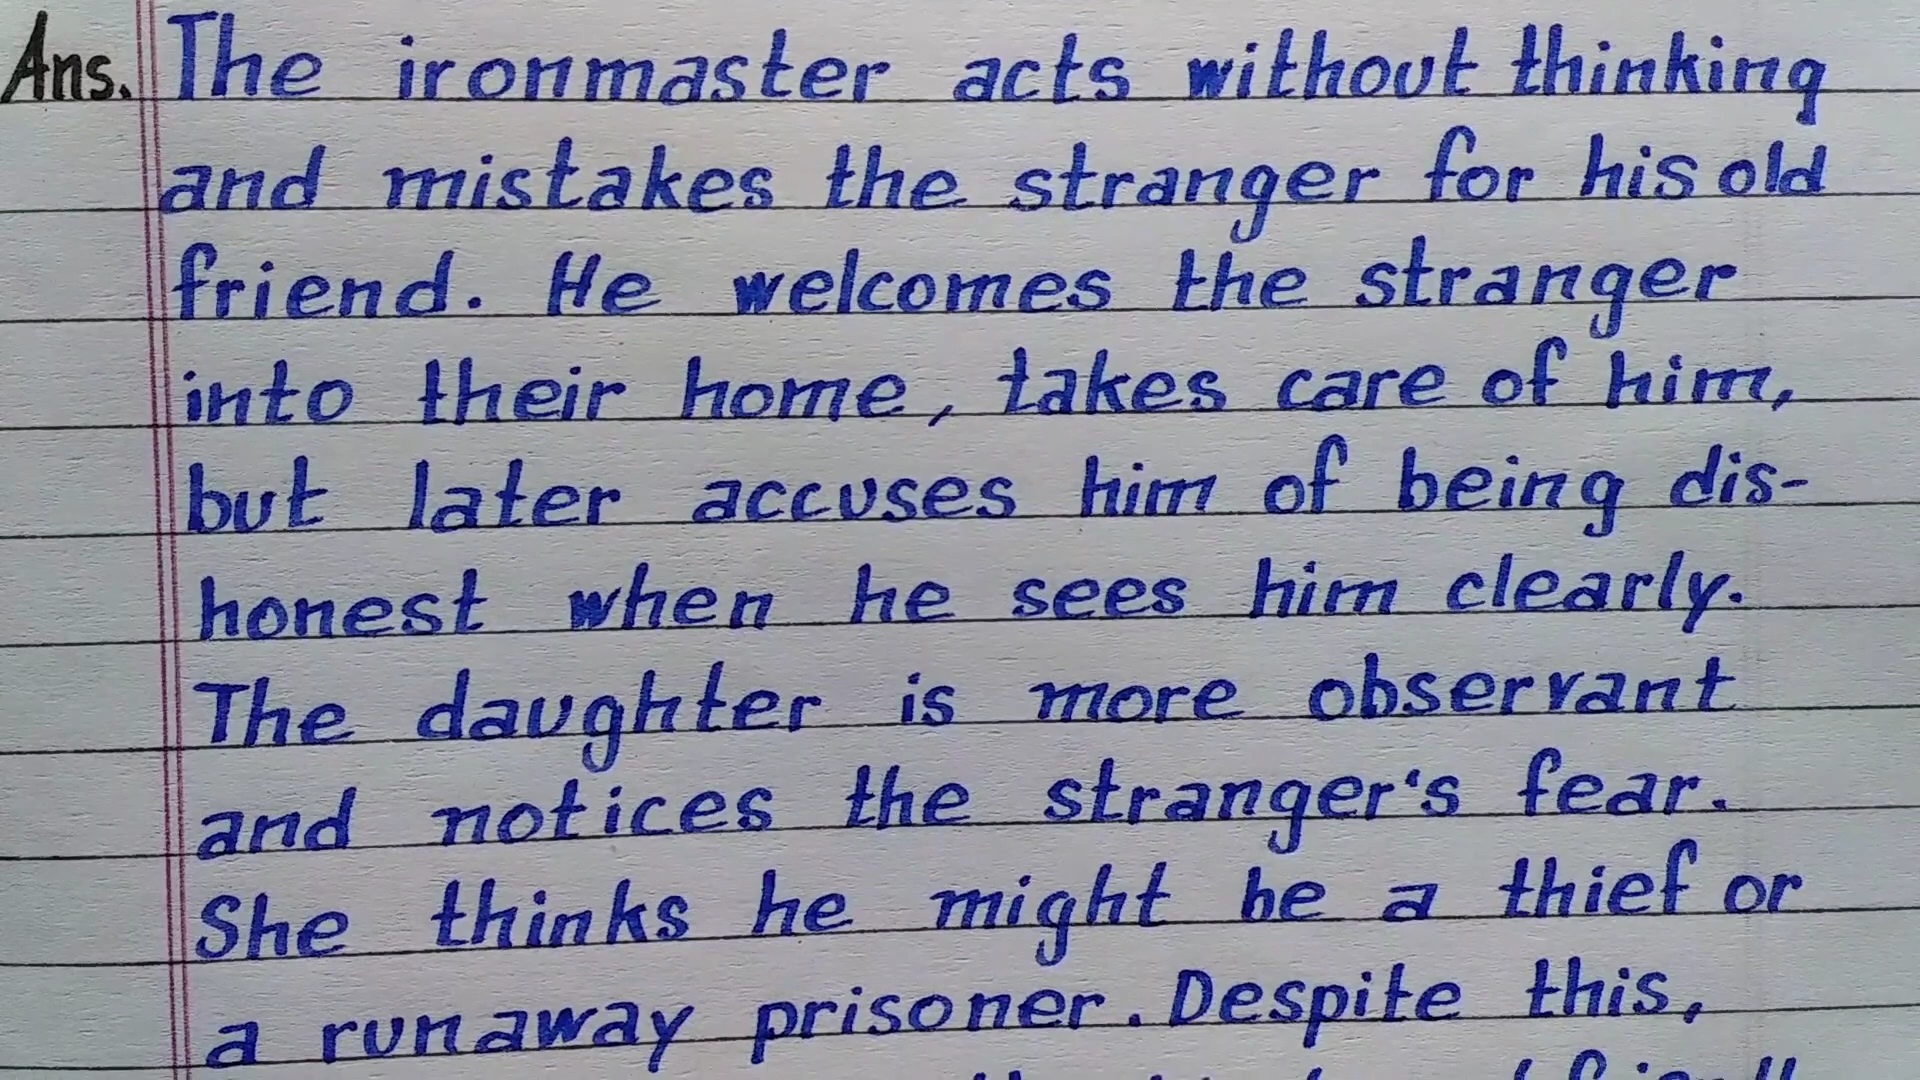 Ans. The ironmaster acts without thinking
and mistakes the stranger for his old
friend. He welcomes the stranger
into their home, takes care of him,
but later accuses him of being dis-
honest when he sees him clearly.
The daughter is more observant
and notices the stranger's fear.
She thinks he might be a thief or
a runaway prisoner. Despite this,